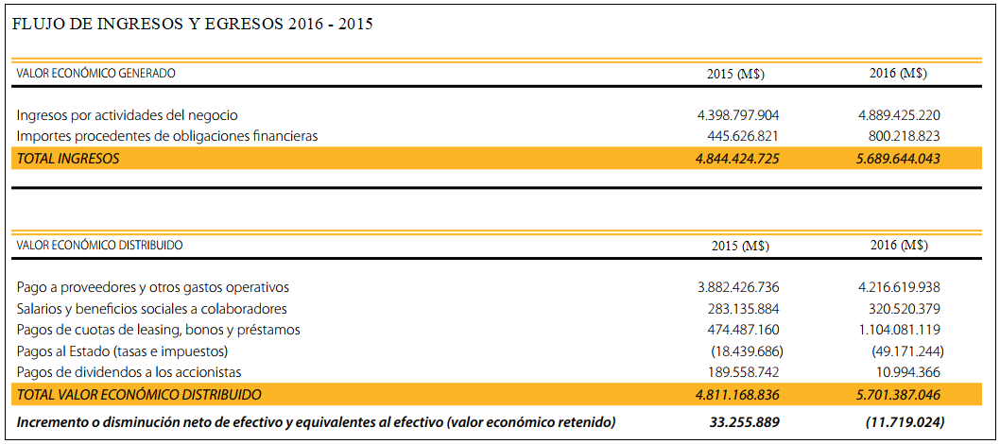 FLUJO DE INGRESOS Y EGRESOS 2016 - 2015
VALOR ECONÓMICO GENERADO 2015 (M$) 2016 (M$)
Ingresos por actividades del negocio 4.398.797.904 4.889.425.220
Importes procedentes de obligaciones financieras 445.626.821 800.218.823
TOTAL INGRESOS 4.844.424.725 5.689.644.043
VALOR ECONÓMICO DISTRIBUIDO 2015 (M$) 2016 (M$)
Pago a proveedores y otros gastos operativos 3.882.426.736 4.216.619.938
Salarios y beneficios sociales a colaboradores 283.135.884 320.520.379
Pagos de cuotas de leasing, bonos y préstamos 474.487.160 1.104.081.119
Pagos al Estado (tasas e impuestos) (18.439.686) (49.171.244)
Pagos de dividendos a los accionistas 189.558.742 10.994.366
TOTAL VALOR ECONÓMICO DISTRIBUIDO 4.811.168.836 5.701.387.046
Incremento o disminución neto de efectivo y equivalentes al efectivo (valor económico retenido) 33.255.889 (11.719.024)